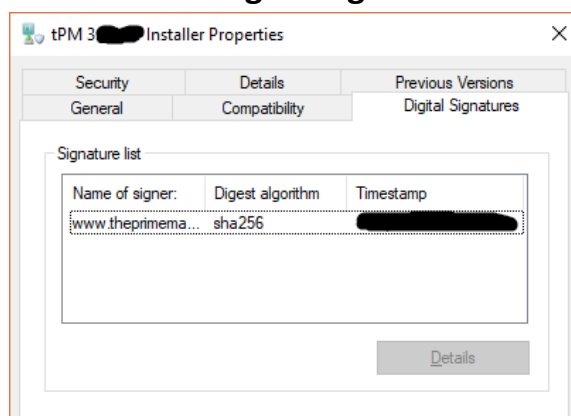 tPM 3 Installer Properties
Security Details Previous Versions
General Compatibility Digital Signatures
Signature list
Name of signer: Digest algorithm Timestamp
www.theprimema... sha256
Details